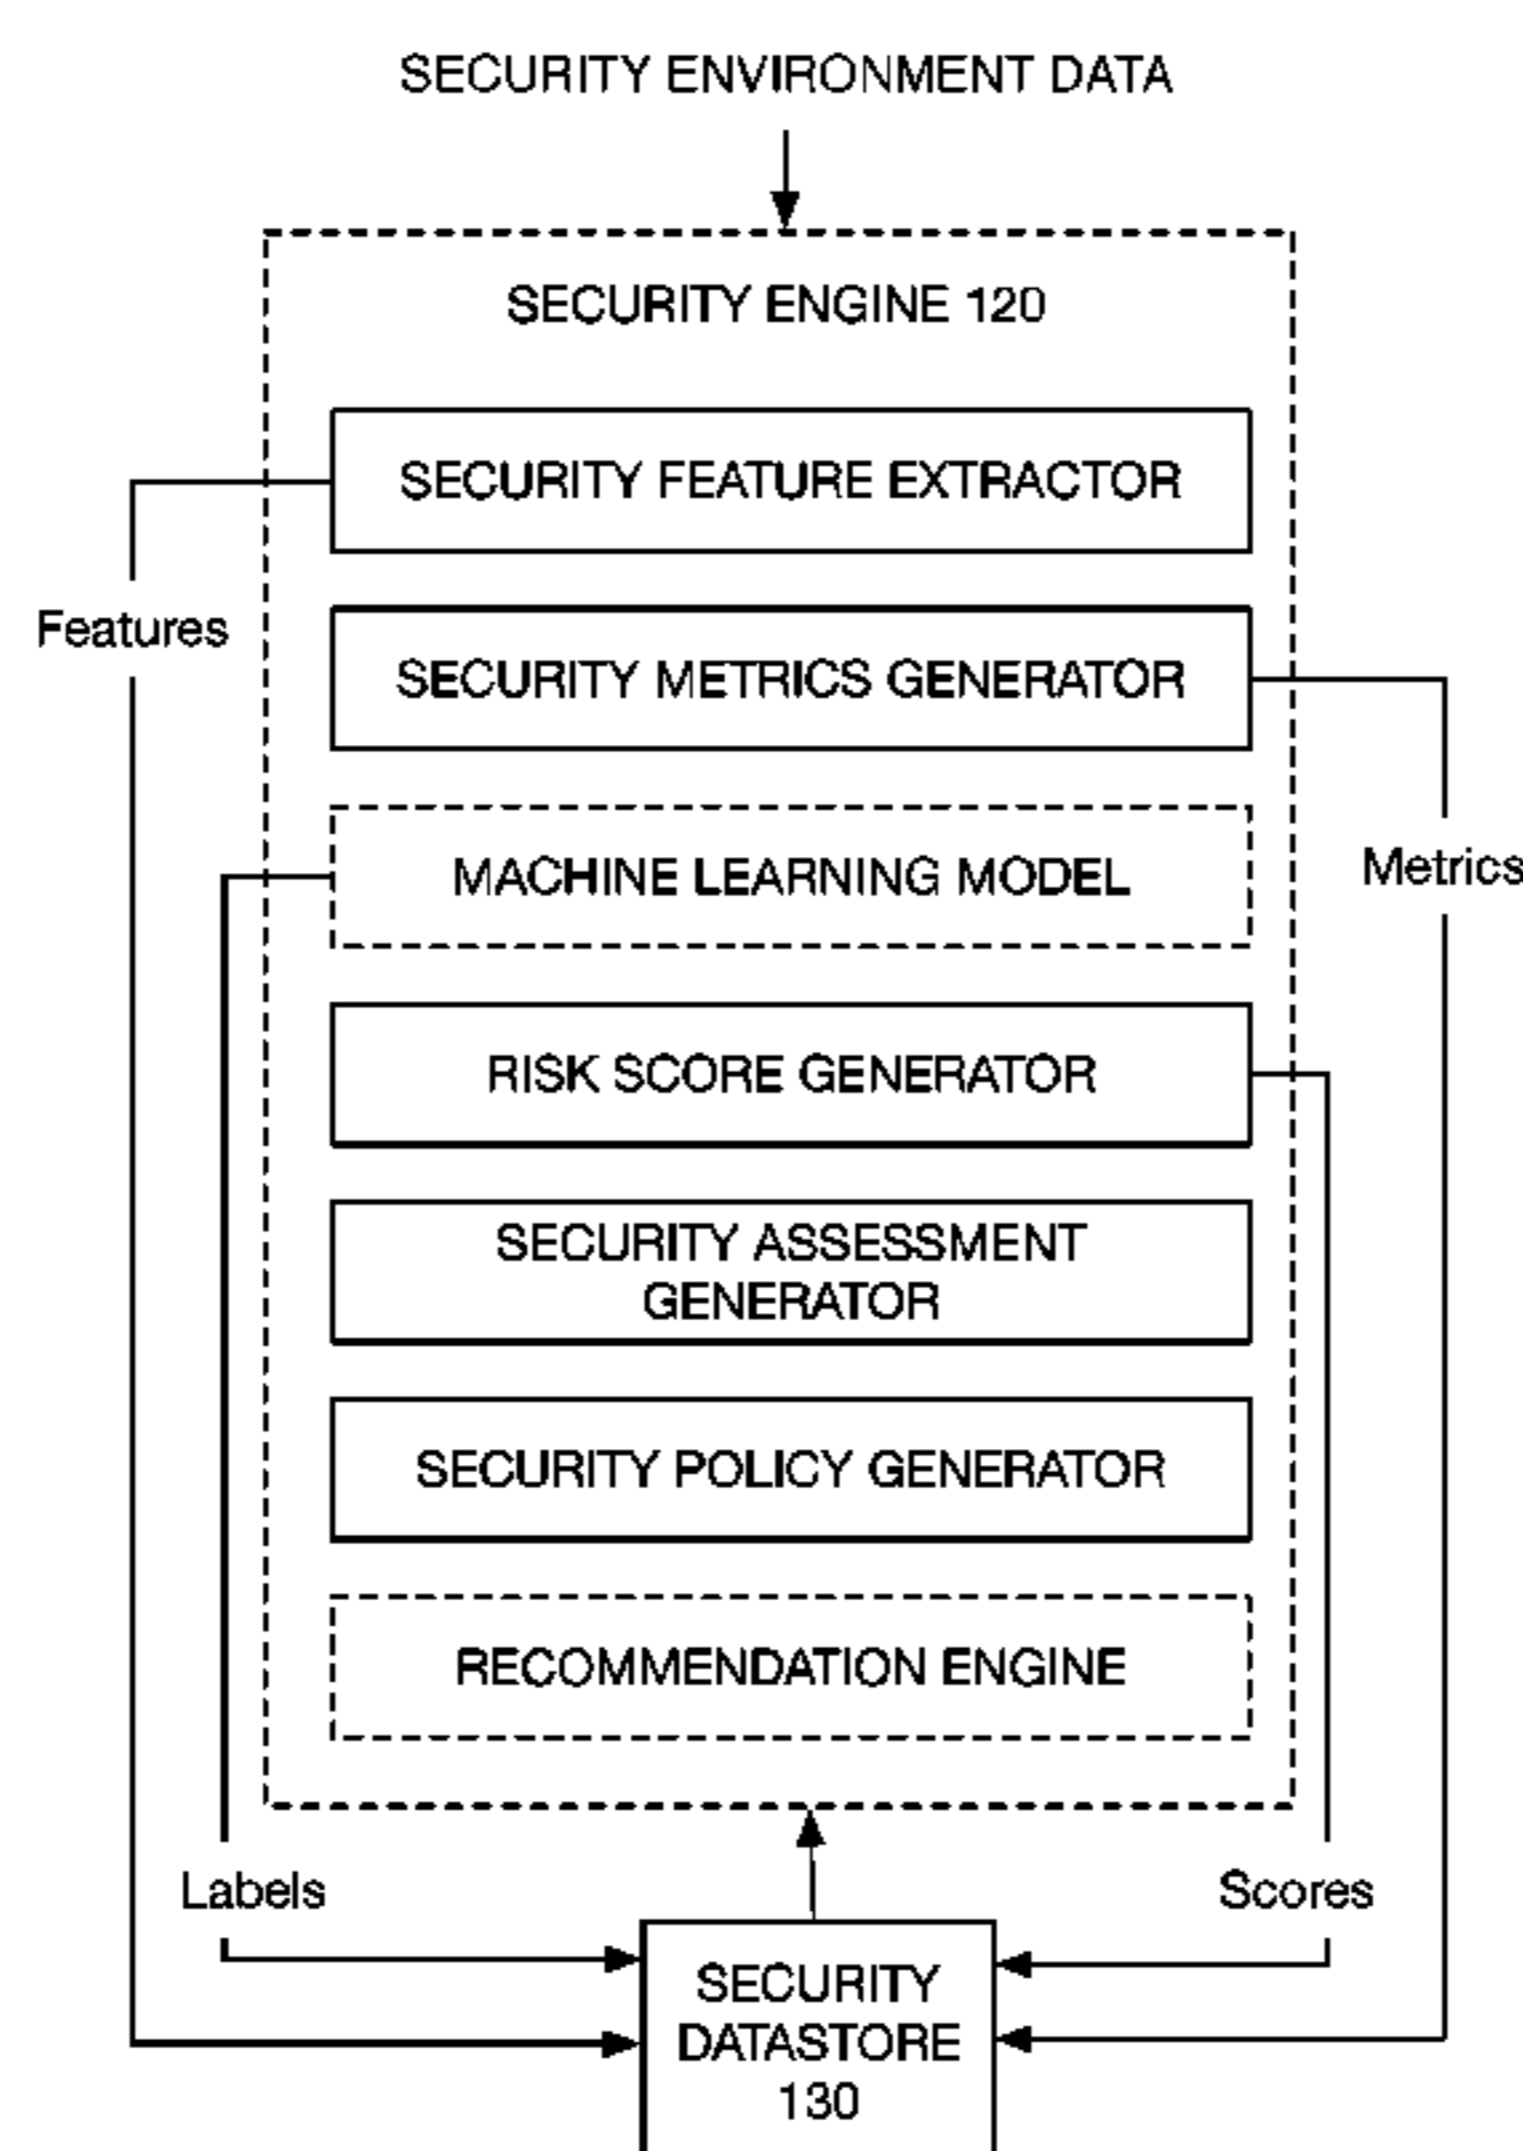 SECURITY ENVIRONMENT DATA
SECURITY ENGINE 120
SECURITY FEATURE EXTRACTOR
Features
SECURITY METRICS GENERATOR
MACHINE LEARNING MODEL
Metrics
RISK SCORE GENERATOR
SECURITY ASSESSMENT
GENERATOR
SECURITY POLICY GENERATOR
RECOMMENDATION ENGINE
Labels
Scores
SECURITY
DATASTORE
130